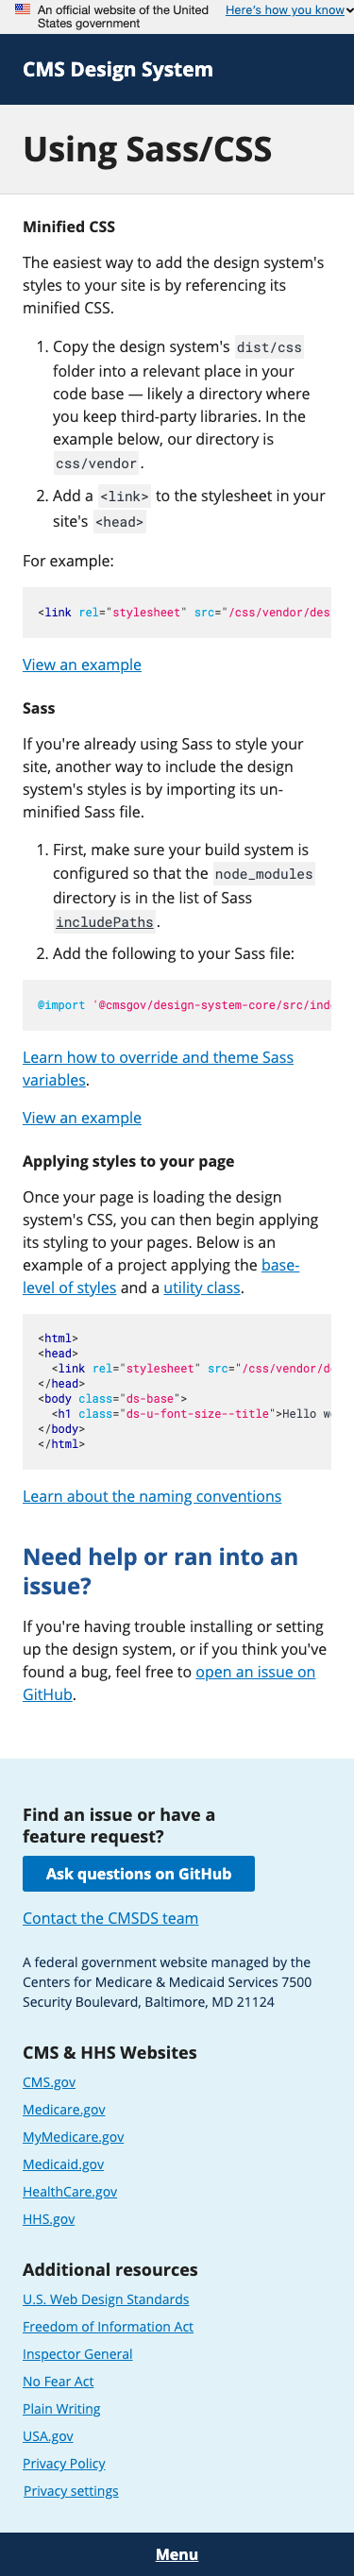 An official website of the United
States government
Here's how you know
CMS Design System
Using Sass/CSS
Minified CSS
The easiest way to add the design system's
styles to your site is by referencing its
minified CSS.
1. Copy the design system's dist/css
folder into a relevant place in your
code base — likely a directory where
you keep third-party libraries. In the
example below, our directory is
css/vendor .
2. Add a <link> to the stylesheet in your
site's <head>
For example:
<link rel="stylesheet" src="/css/vendor/des
View an example
Sass
If you're already using Sass to style your
site, another way to include the design
system's styles is by importing its un-
minified Sass file.
1. First, make sure your build system is
configured so that the node_modules
directory is in the list of Sass
includePaths .
2. Add the following to your Sass file:
@import '@cmsgov/design-system-core/src/ind
Learn how to override and theme Sass
variables.
View an example
Applying styles to your page
Once your page is loading the design
system's CSS, you can then begin applying
its styling to your pages. Below is an
example of a project applying the base-
level of styles and a utility class.
<html>
<head>
<link rel="stylesheet" src="/css/vendor/d
</head>
<body class="ds-base">
<h1 class="ds-u-font-size--title">Hello w
</body>
</html>
Learn about the naming conventions
Need help or ran into an
issue?
If you're having trouble installing or setting
up the design system, or if you think you've
found a bug, feel free to open an issue on
GitHub.
Find an issue or have a
feature request?
Ask questions on GitHub
Contact the CMSDS team
A federal government website managed by the
Centers for Medicare & Medicaid Services 7500
Security Boulevard, Baltimore, MD 21124
CMS & HHS Websites
CMS.gov
Medicare.gov
MyMedicare.gov
Medicaid.gov
HealthCare.gov
HHS.gov
Additional resources
U.S. Web Design Standards
Freedom of Information Act
Inspector General
No Fear Act
Plain Writing
USA.gov
Privacy Policy
Privacy settings
Menu